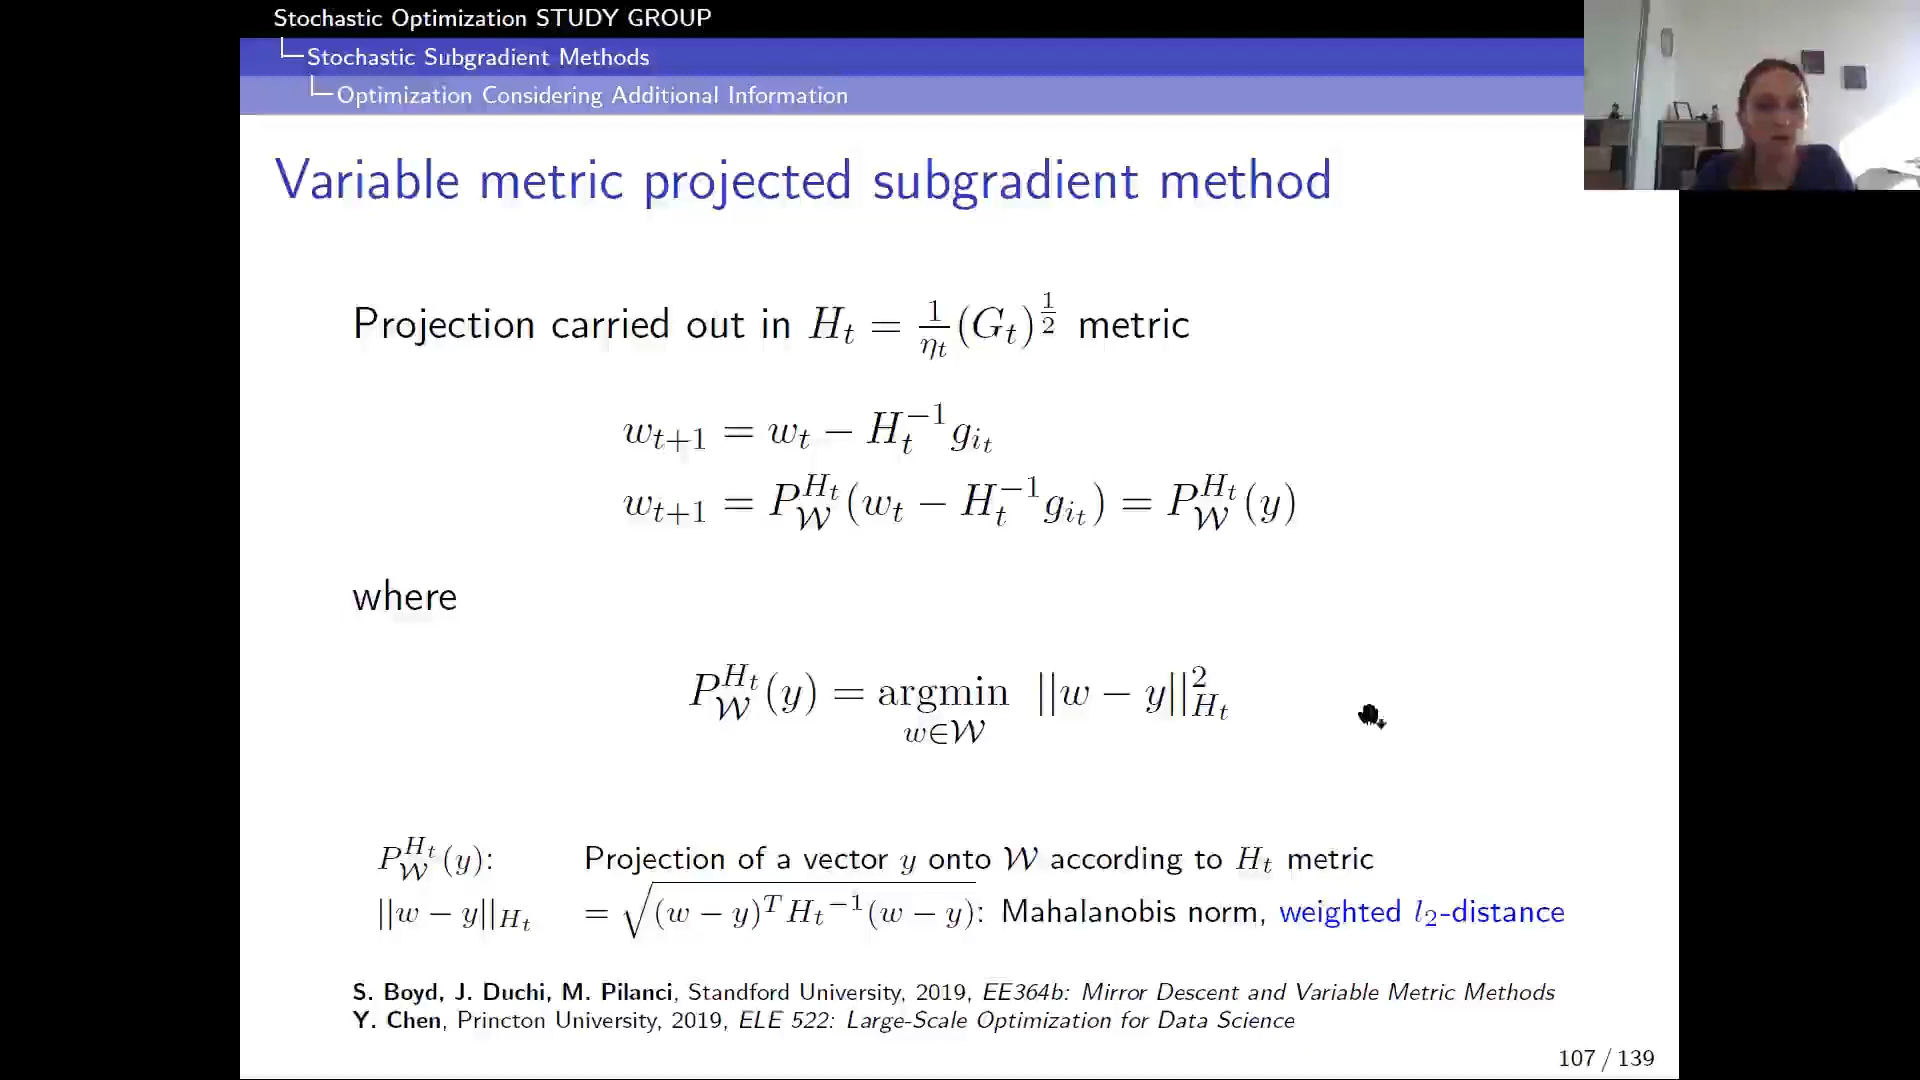 Stochastic Optimization STUDY GROUP
Stochastic Subgradient Methods
Optimization Considering Additional Information
Variable metric projected subgradient method
Projection carried out in $H_t = \frac{1}{\eta_t}(G_t)^{\frac{1}{2}}$ metric
$w_{t+1} = w_t - H_t^{-1} g_{i_t}$
$w_{t+1} = P_{\mathcal{W}}^{H_t}(w_t - H_t^{-1} g_{i_t}) = P_{\mathcal{W}}^{H_t}(y)$
where
$P_{\mathcal{W}}^{H_t}(y) = \underset{w \in \mathcal{W}}{\mathrm{argmin}} \ ||w - y||_{H_t}^2$
$P_{\mathcal{W}}^{H_t}(y)$: Projection of a vector $y$ onto $\mathcal{W}$ according to $H_t$ metric
$||w - y||_{H_t} = \sqrt{(w - y)^T {H_t}^{-1}(w - y)}$: Mahalanobis norm, weighted $l_2$-distance
S. Boyd, J. Duchi, M. Pilanci, Standford University, 2019, EE364b: Mirror Descent and Variable Metric Methods
Y. Chen, Princton University, 2019, ELE 522: Large-Scale Optimization for Data Science
107 / 139